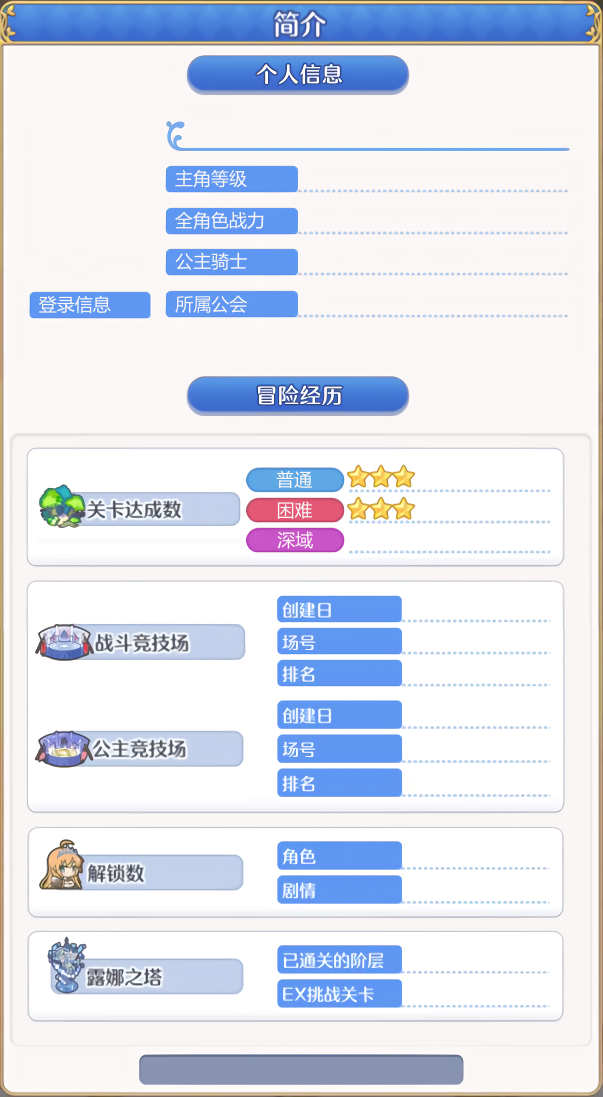 简介
个人信息
主角等级
全角色战力
公主骑士
登录信息
所属公会
冒险经历
关卡达成数
普通
困难
深域
战斗竞技场
创建日
场号
排名
公主竞技场
创建日
场号
排名
解锁数
角色
剧情
露娜之塔
已通关的阶层
EX挑战关卡